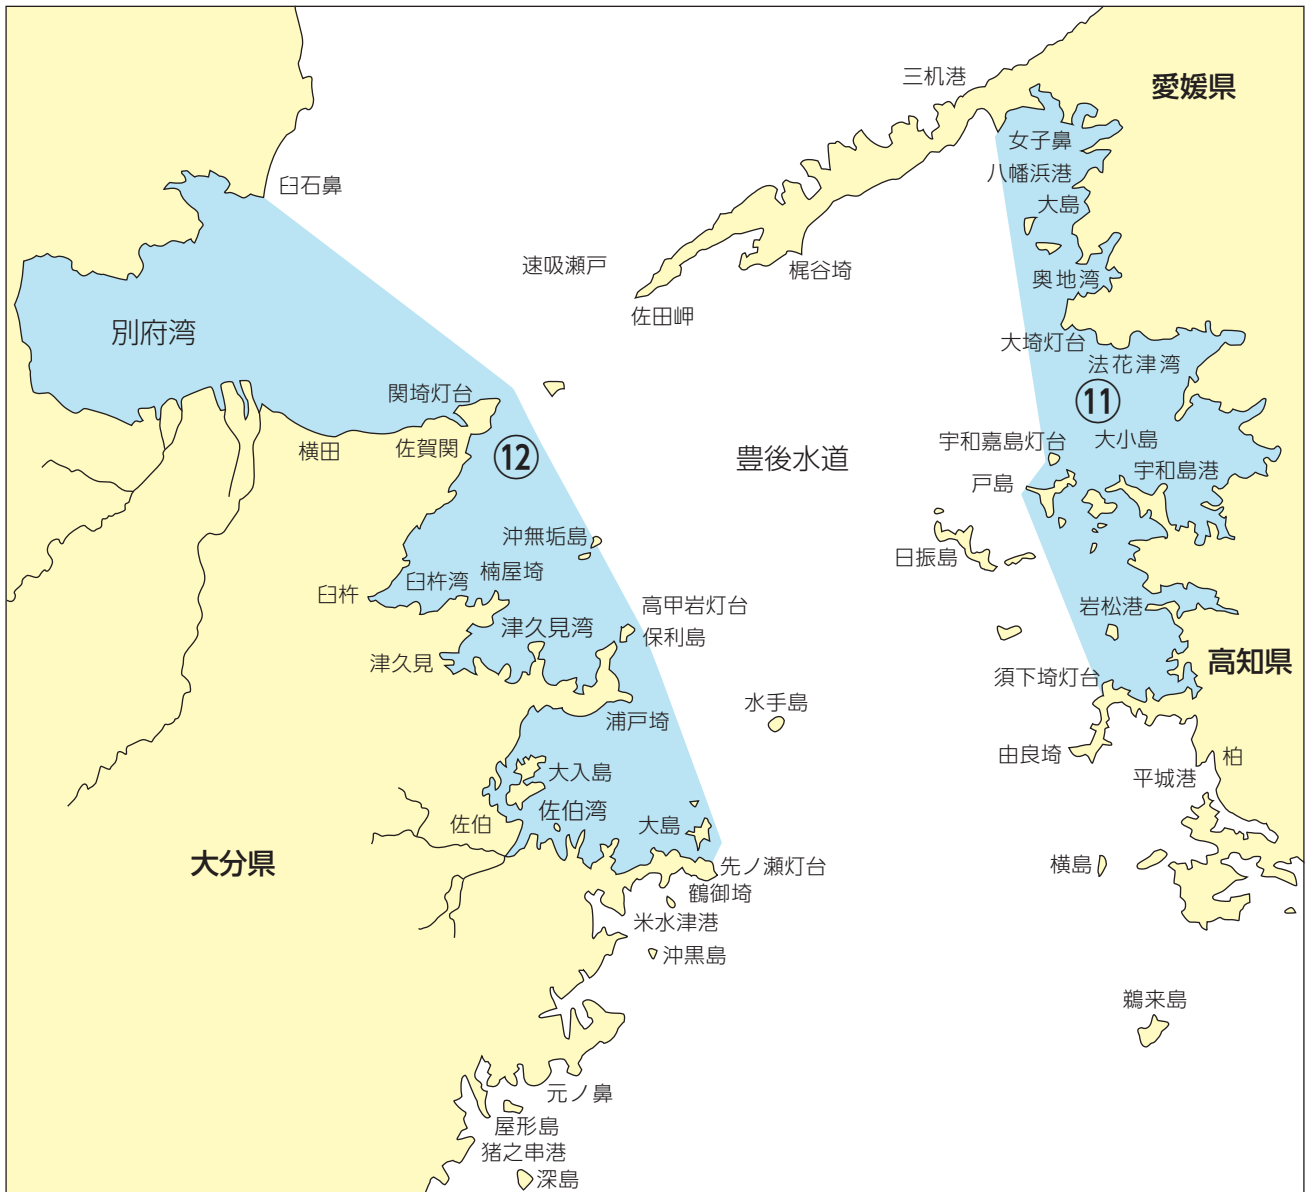 三机港
愛媛県
女子鼻
八幡浜港
臼石鼻
大島
速吸瀬戸
梶谷埼
奥地湾
佐田岬
別府湾
大埼灯台
法花津湾
関埼灯台
⑪
宇和嘉島灯台
大小島
横田
佐賀関
⑫
豊後水道
宇和島港
戸島
沖無垢島
日振島
臼杵
臼杵湾
楠屋埼
高甲岩灯台
岩松港
津久見湾
保利島
津久見
高知県
須下埼灯台
水手島
浦戸埼
由良埼
柏
大入島
平城港
佐伯湾
佐伯
大島
大分県
先ノ瀬灯台
横島
鶴御埼
米水津港
沖黒島
鵜来島
元ノ鼻
屋形島
猪之串港
深島